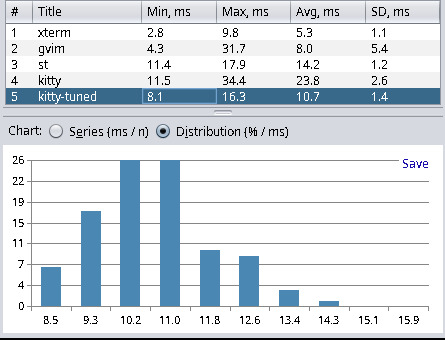 # Title Min, ms Max, ms Avg, ms SD, ms
1 xterm 2.8 9.8 5.3 1.1
2 gvim 4.3 31.7 8.0 5.4
3 st 11.4 17.9 14.2 1.2
4 kitty 11.5 34.4 23.8 2.6
5 kitty-tuned 8.1 16.3 10.7 1.4
Chart: Series (ms / n) Distribution (% / ms)
Save
26
22
19
15
11
7
4
0
8.5 9.3 10.2 11.0 11.8 12.6 13.4 14.3 15.1 15.9